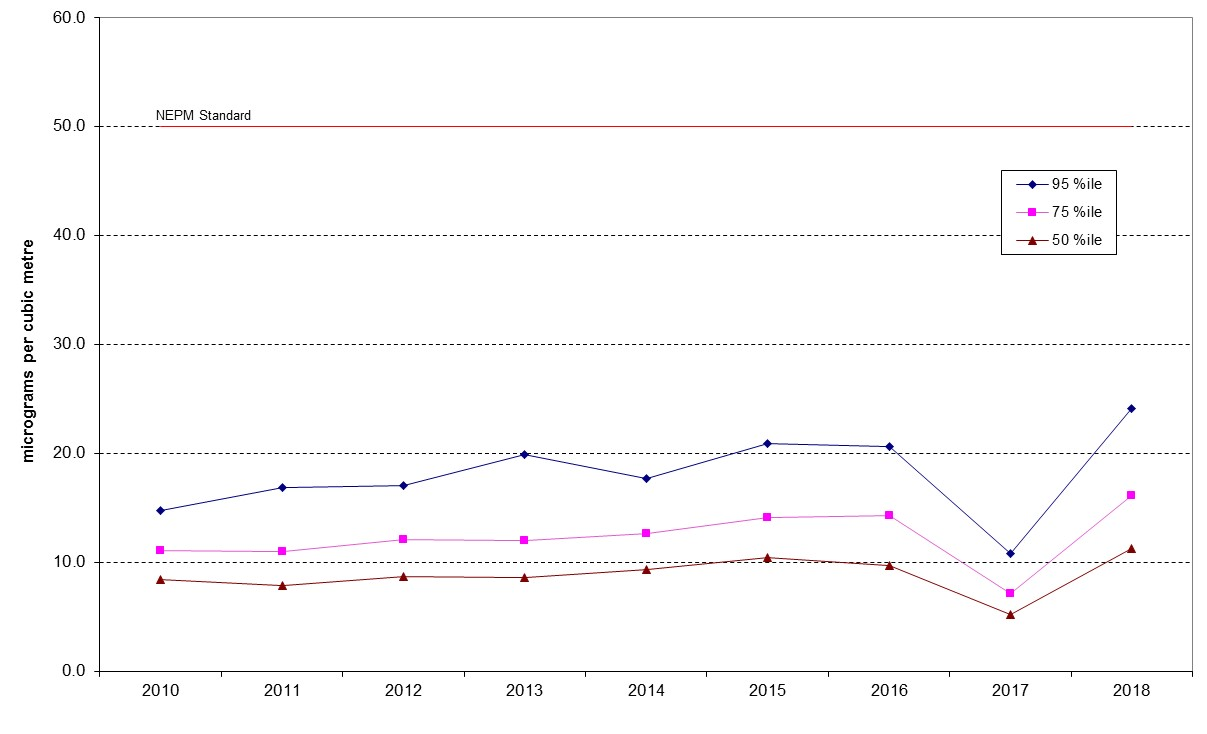 60.0
NEPM Standard
50.0
95 %ile
75 %ile
50 %ile
40.0
micrograms per cubic metre
30.0
20.0
10.0
0.0
2010 2011 2012 2013 2014 2015 2016 2017 2018